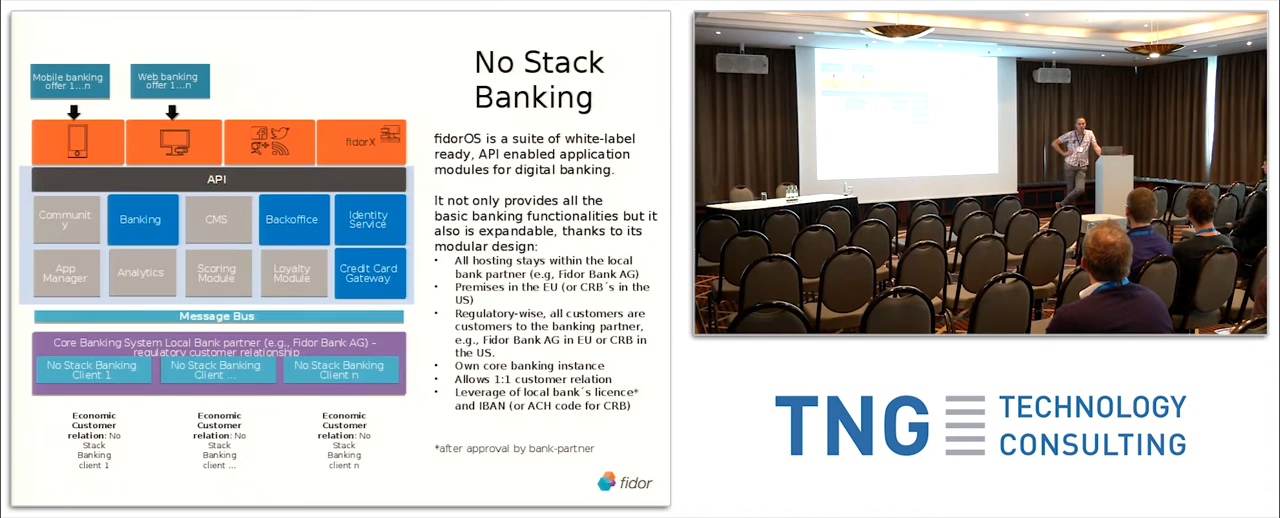 No Stack
Banking
Mobile banking
offer 1...n
Web banking
offer 1...n
fidorX
API
Communit
y
Banking
CMS
Backoffice
Identity
Service
App
Manager
Analytics
Scoring
Module
Loyalty
Module
Credit Card
Gateway
Message Bus
Core Banking System Local Bank partner (e.g., Fidor Bank AG) –
regulatory customer relationship
No Stack Banking
Client 1
No Stack Banking
Client ...
No Stack Banking
Client n
Economic
Customer
relation: No
Stack
Banking
client 1
Economic
Customer
relation: No
Stack
Banking
client ...
Economic
Customer
relation: No
Stack
Banking
client n
fidorOS is a suite of white-label
ready, API enabled application
modules for digital banking.
It not only provides all the
basic banking functionalities but it
also is expandable, thanks to its
modular design:
• All hosting stays within the local
bank partner (e.g, Fidor Bank AG)
• Premises in the EU (or CRB´s in the
US)
• Regulatory-wise, all customers are
customers to the banking partner,
e.g., Fidor Bank AG in EU or CRB in
the US.
• Own core banking instance
• Allows 1:1 customer relation
• Leverage of local bank´s licence*
and IBAN (or ACH code for CRB)
*after approval by bank-partner
fidor
TNG TECHNOLOGY
CONSULTING